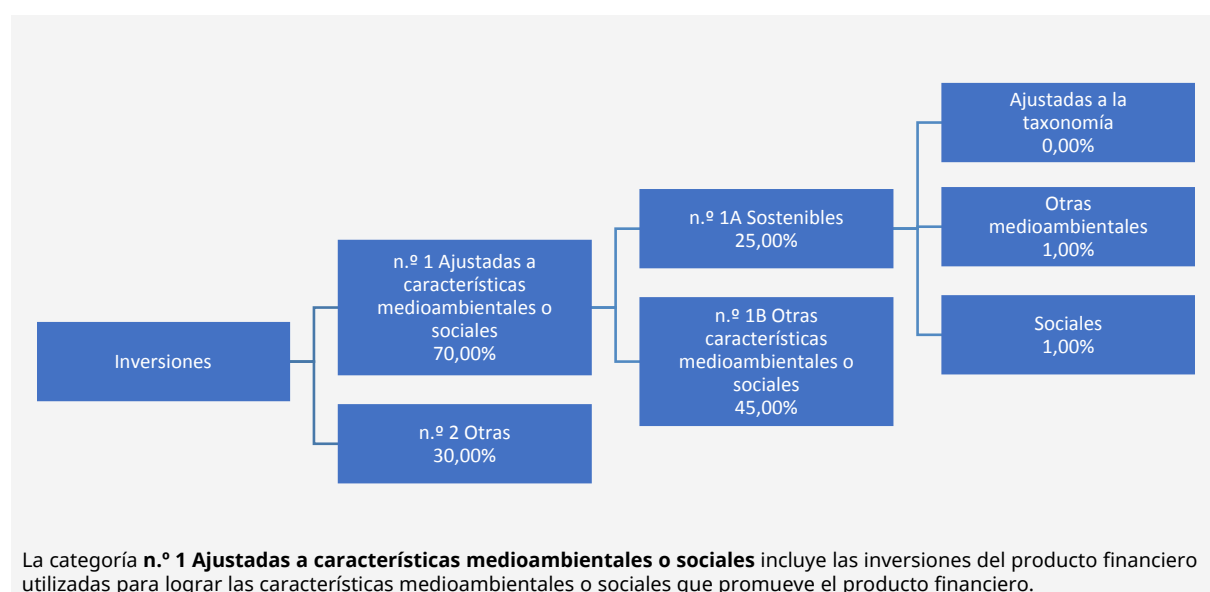 Inversiones
n.º 1 Ajustadas a
características
medioambientales o
sociales
70,00%
n.º 2 Otras
30,00%
n.º 1A Sostenibles
25,00%
n.º 1B Otras
características
medioambientales o
sociales
45,00%
Ajustadas a la
taxonomía
0,00%
Otras
medioambientales
1,00%
Sociales
1,00%
La categoría n.º 1 Ajustadas a características medioambientales o sociales incluye las inversiones del producto financiero
utilizadas para lograr las características medioambientales o sociales que promueve el producto financiero.